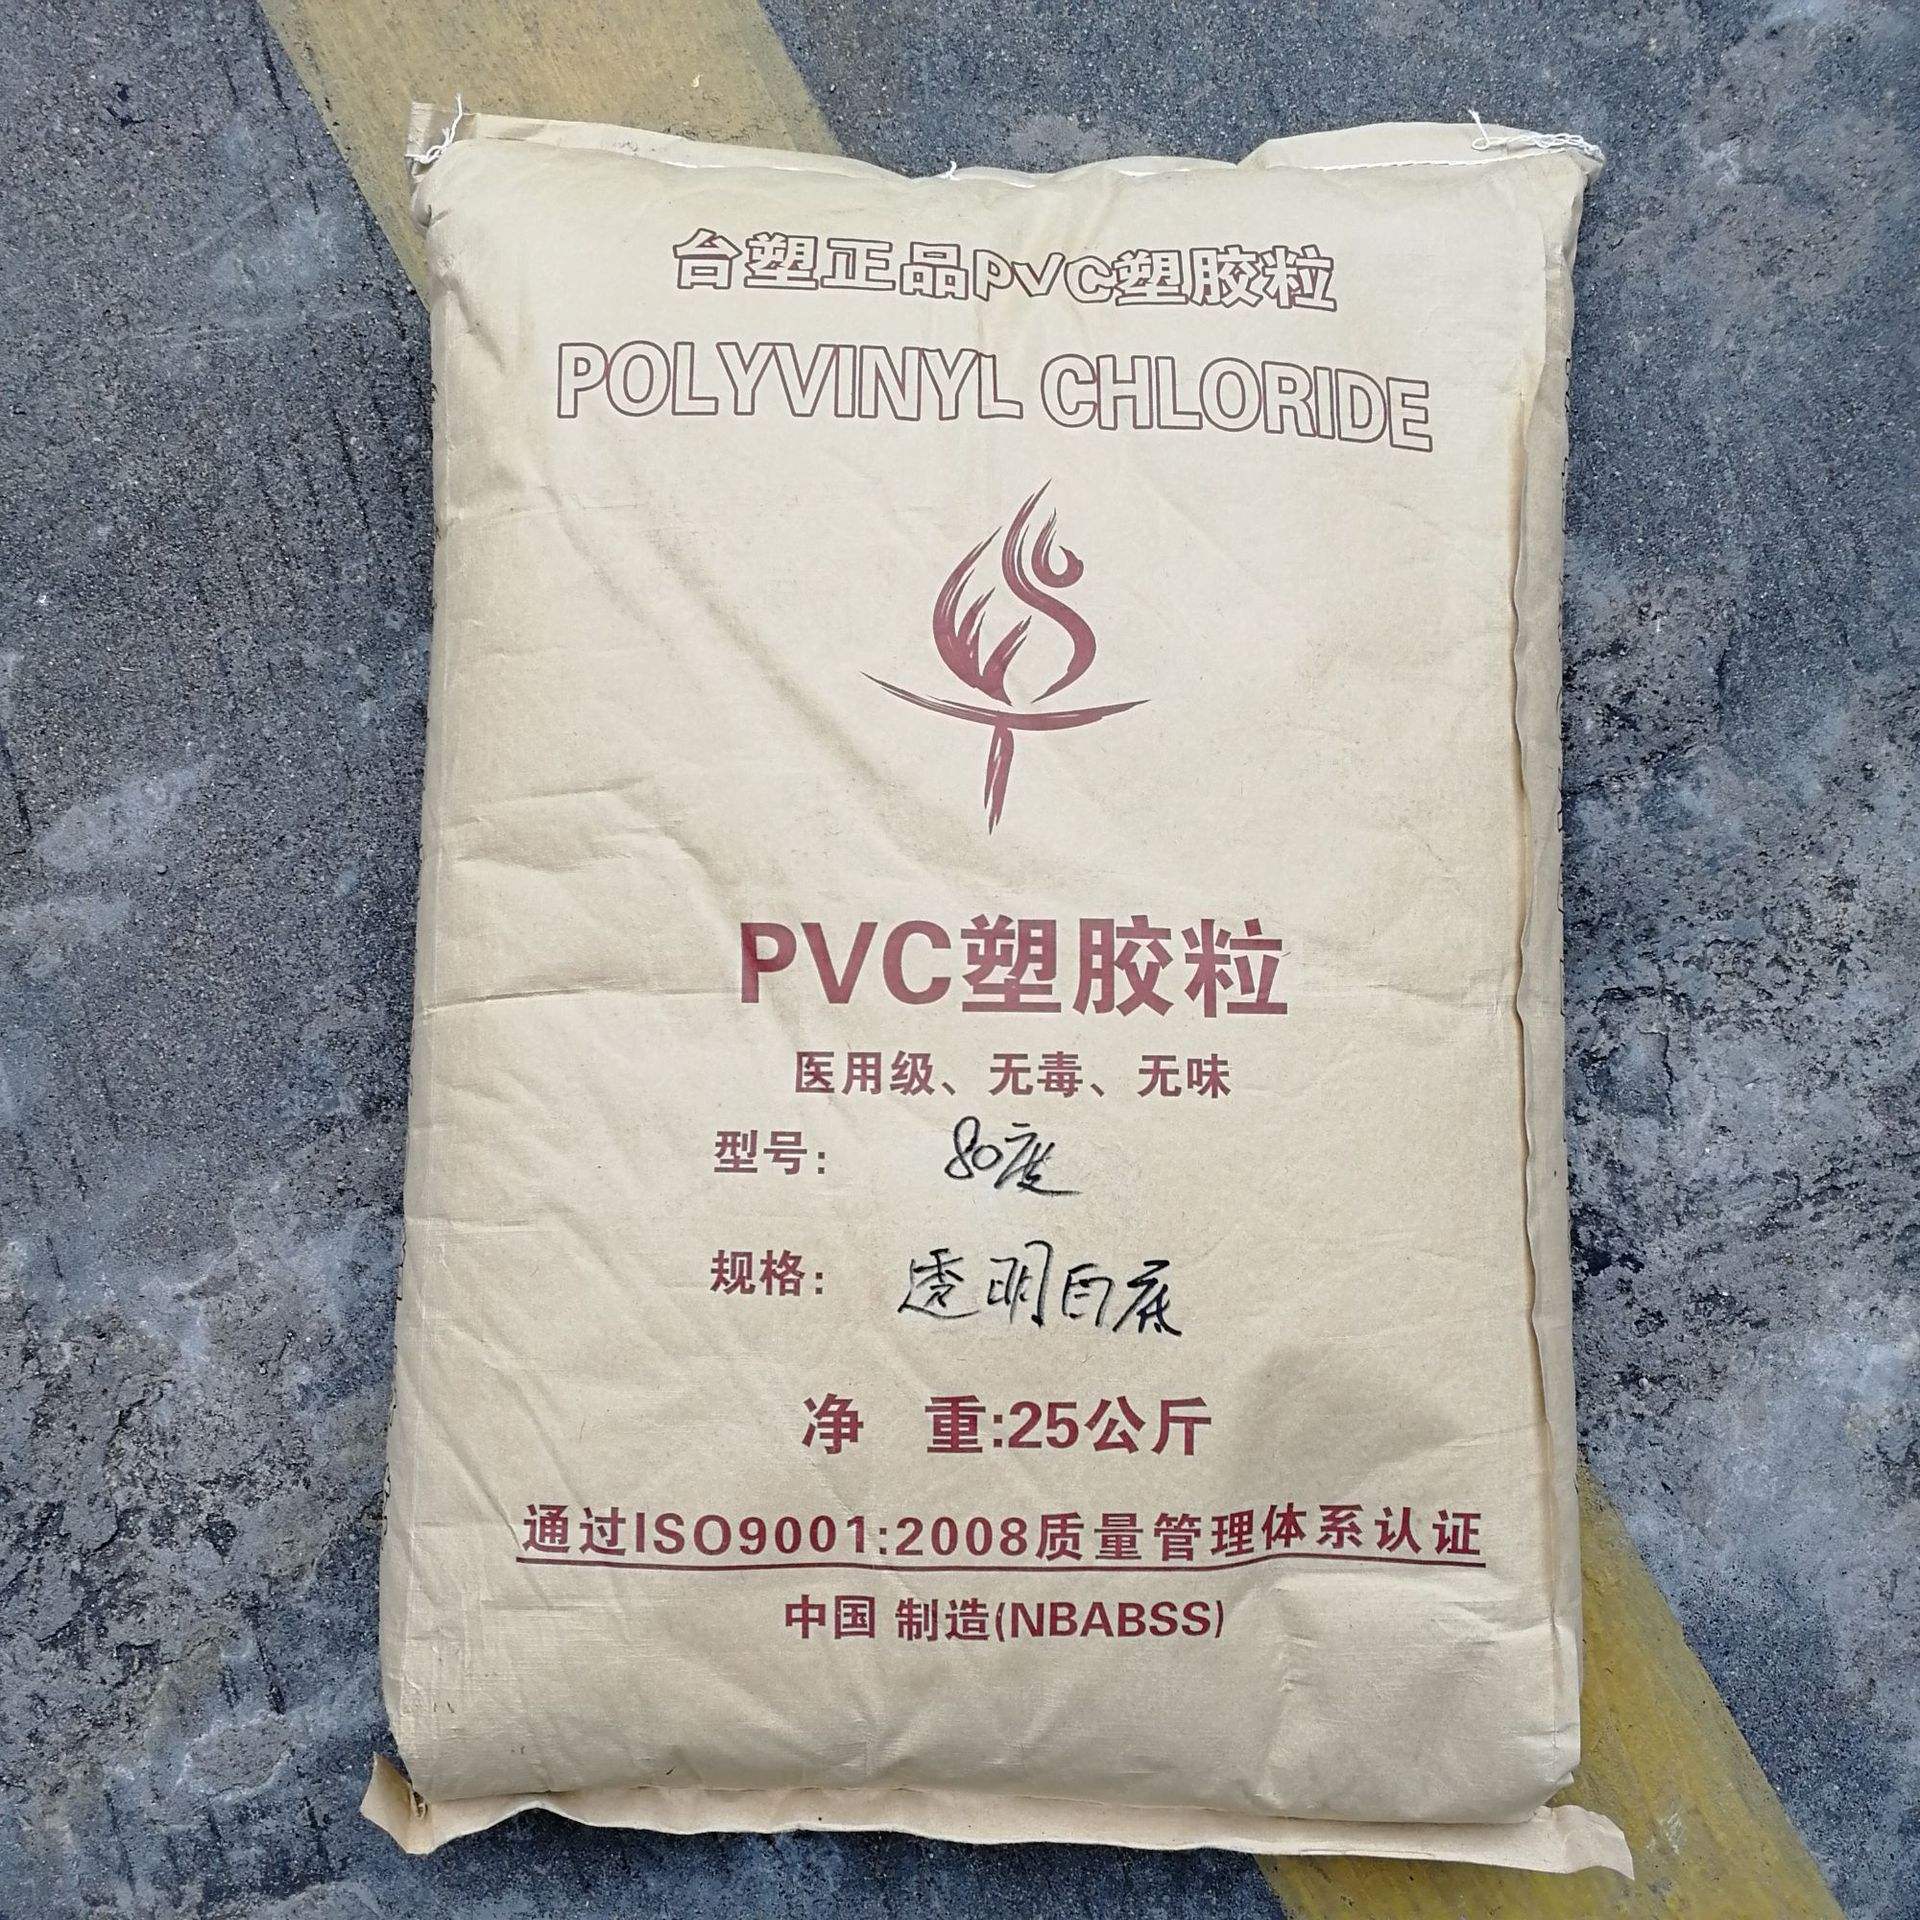 台塑正品PVC塑胶粒
POLYVINYL CHLORIDE
PVC塑胶粒
医用级、无毒、无味
型号: 80度
规格: 透明白底
净 重:25公斤
通过ISO9001:2008质量管理体系认证
中国 制造(NBABSS)